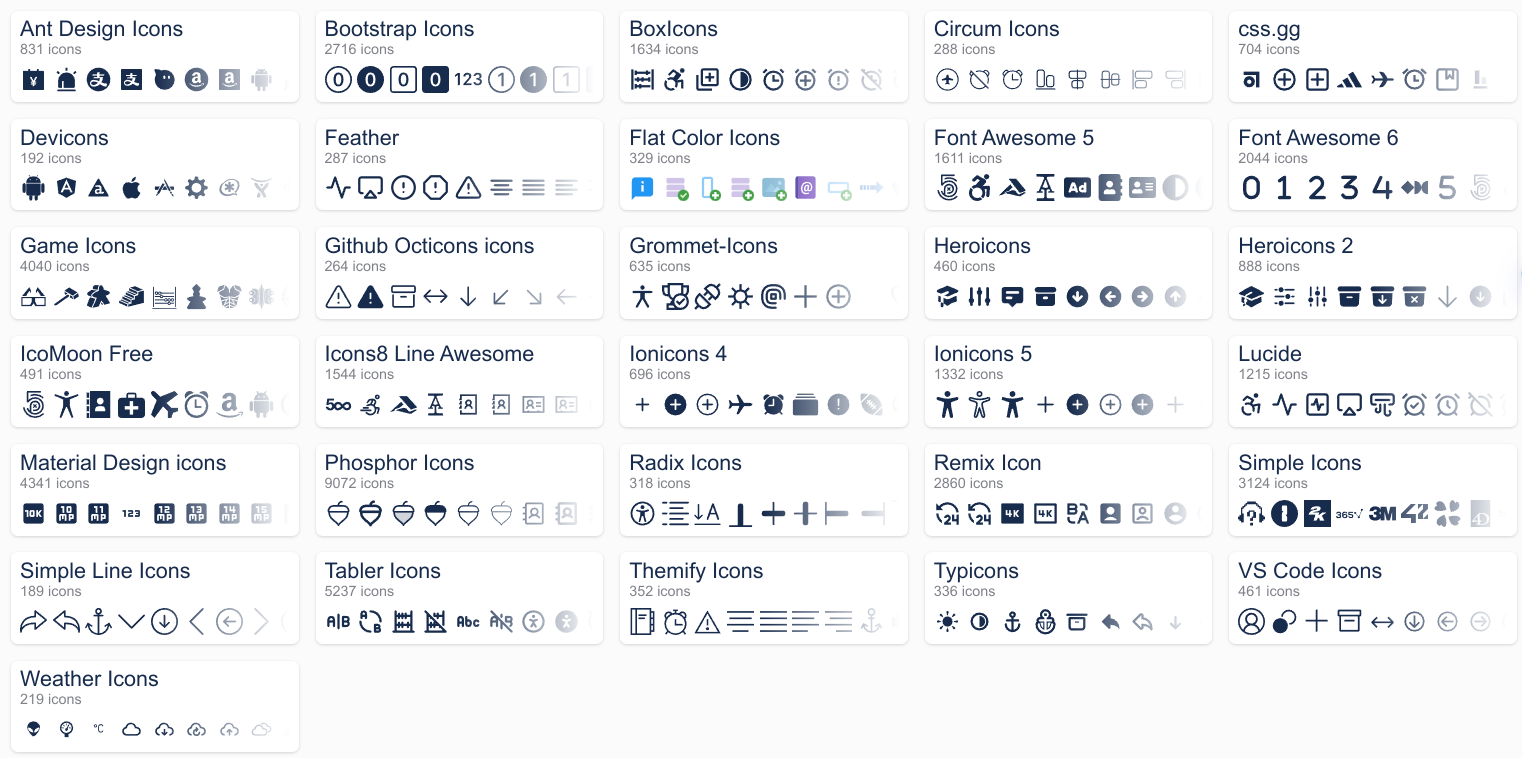 Ant Design Icons
831 icons
Bootstrap Icons
2716 icons
0 0 0 0 123 1 1 1
BoxIcons
1634 icons
Circum Icons
288 icons
css.gg
704 icons
Devicons
192 icons
Feather
287 icons
Flat Color Icons
329 icons
Font Awesome 5
1611 icons
Ad
Font Awesome 6
2044 icons
0 1 2 3 4 5
Game Icons
4040 icons
Github Octicons icons
264 icons
Grommet-Icons
635 icons
Heroicons
460 icons
Heroicons 2
888 icons
IcoMoon Free
491 icons
Icons8 Line Awesome
1544 icons
500
Ionicons 4
696 icons
Ionicons 5
1332 icons
Lucide
1215 icons
Material Design icons
4341 icons
10K 10 MP 11 MP 123 12 MP 13 MP 14 MP 15 MP
Phosphor Icons
9072 icons
Radix Icons
318 icons
A
Remix Icon
2860 icons
24 24 4K 4K B A
Simple Icons
3124 icons
2K 365 3M 42 4D
Simple Line Icons
189 icons
Tabler Icons
5237 icons
A|B A B Abc A|B
Themify Icons
352 icons
Typicons
336 icons
VS Code Icons
461 icons
Weather Icons
219 icons
°C